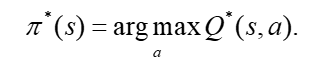 π*(s) = arg max Q*(s, a).
a